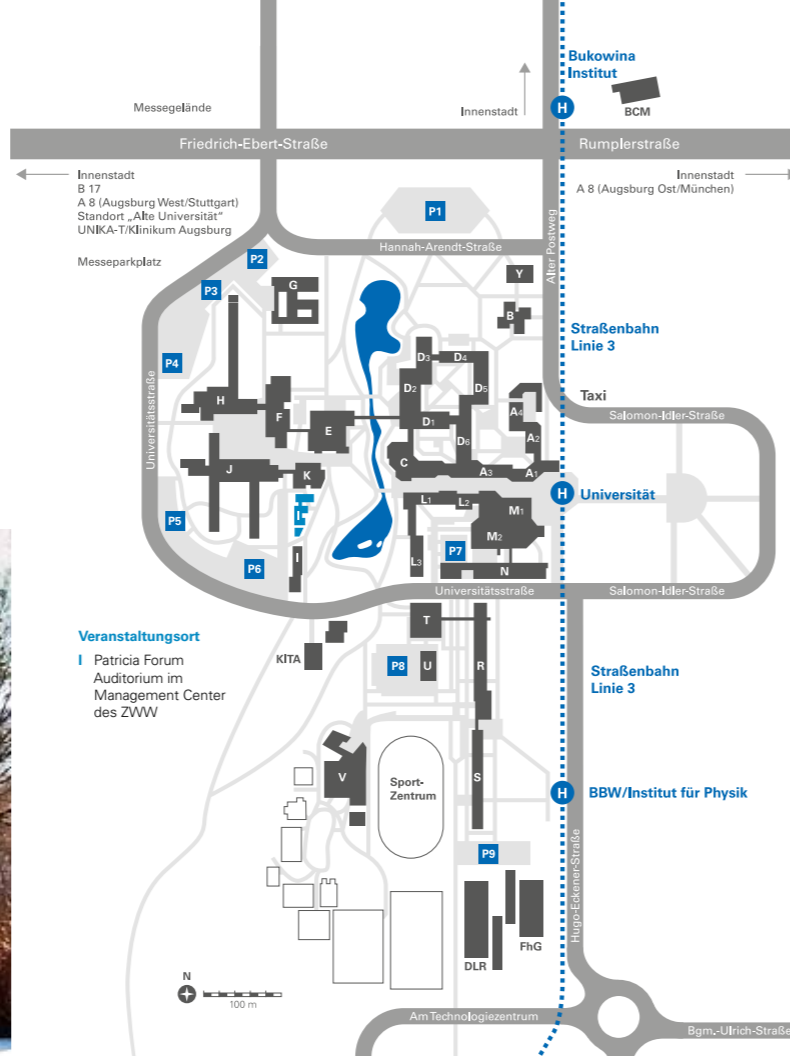 Bukowina
Institut
H
BCM
Messegelände
Innenstadt
Friedrich-Ebert-Straße
Rumplerstraße
Innenstadt
B 17
A 8 (Augsburg West/Stuttgart)
Standort „Alte Universität“
UNIKA-T/Klinikum Augsburg
Messeparkplatz
Innenstadt
A 8 (Augsburg Ost/München)
P1
Hannah-Arendt-Straße
Alter Postweg
P2
P3
G
Y
B
P4
Straßenbahn
Linie 3
D3
D4
D2
D5
D1
D6
H
F
E
A4
A2
Taxi
Salomon-Idler-Straße
Universitätsstraße
J
K
C
A3
A1
H
Universität
I
L1
L2
M1
M2
P5
P6
I
L3
P7
N
Universitätsstraße
Salomon-Idler-Straße
Veranstaltungsort
I Patricia Forum
Auditorium im
Management Center
des ZWW
KITA
T
P8
U
R
Straßenbahn
Linie 3
V
Sport-
Zentrum
S
H
BBW/Institut für Physik
P9
Hugo-Eckener-Straße
DLR
FhG
N
100 m
Am Technologiezentrum
Bgm.-Ulrich-Straße